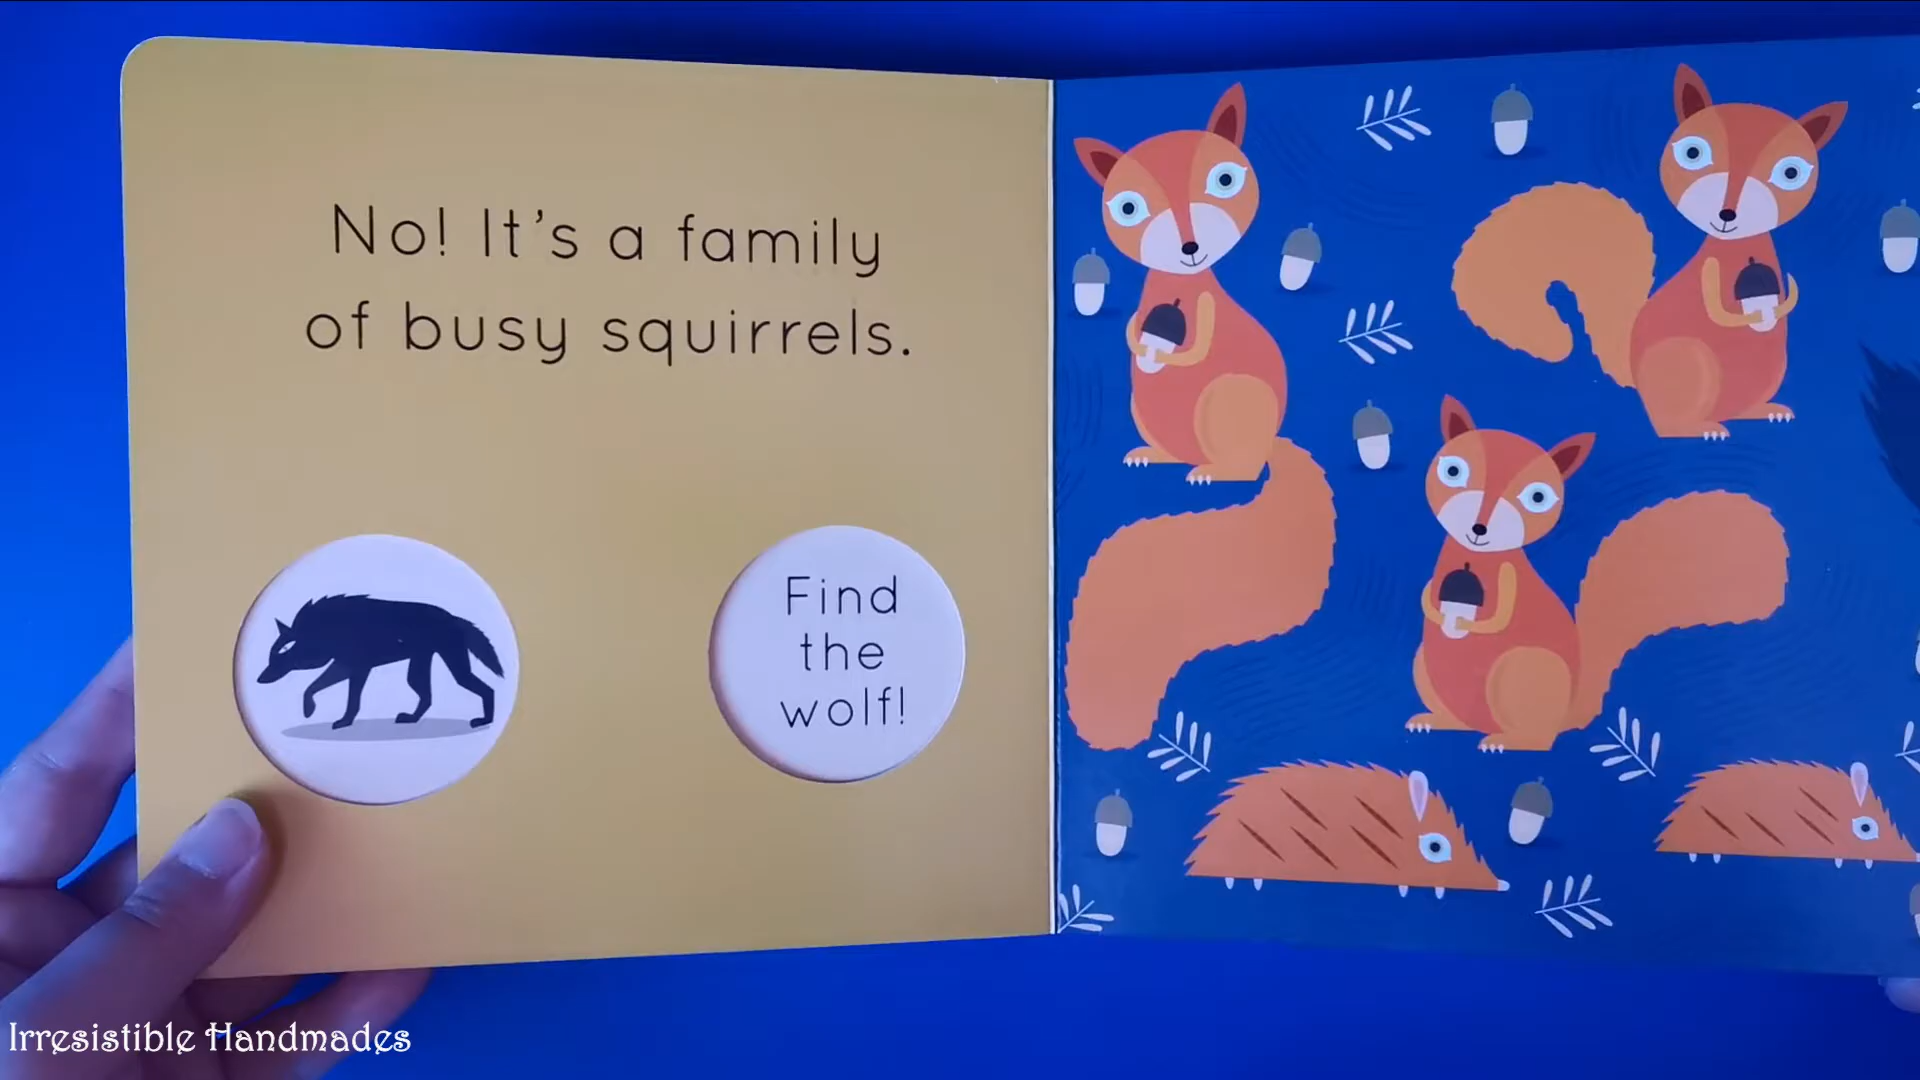 No! It's a family
of busy squirrels.
Find
the
wolf!
Irresistible Handmades